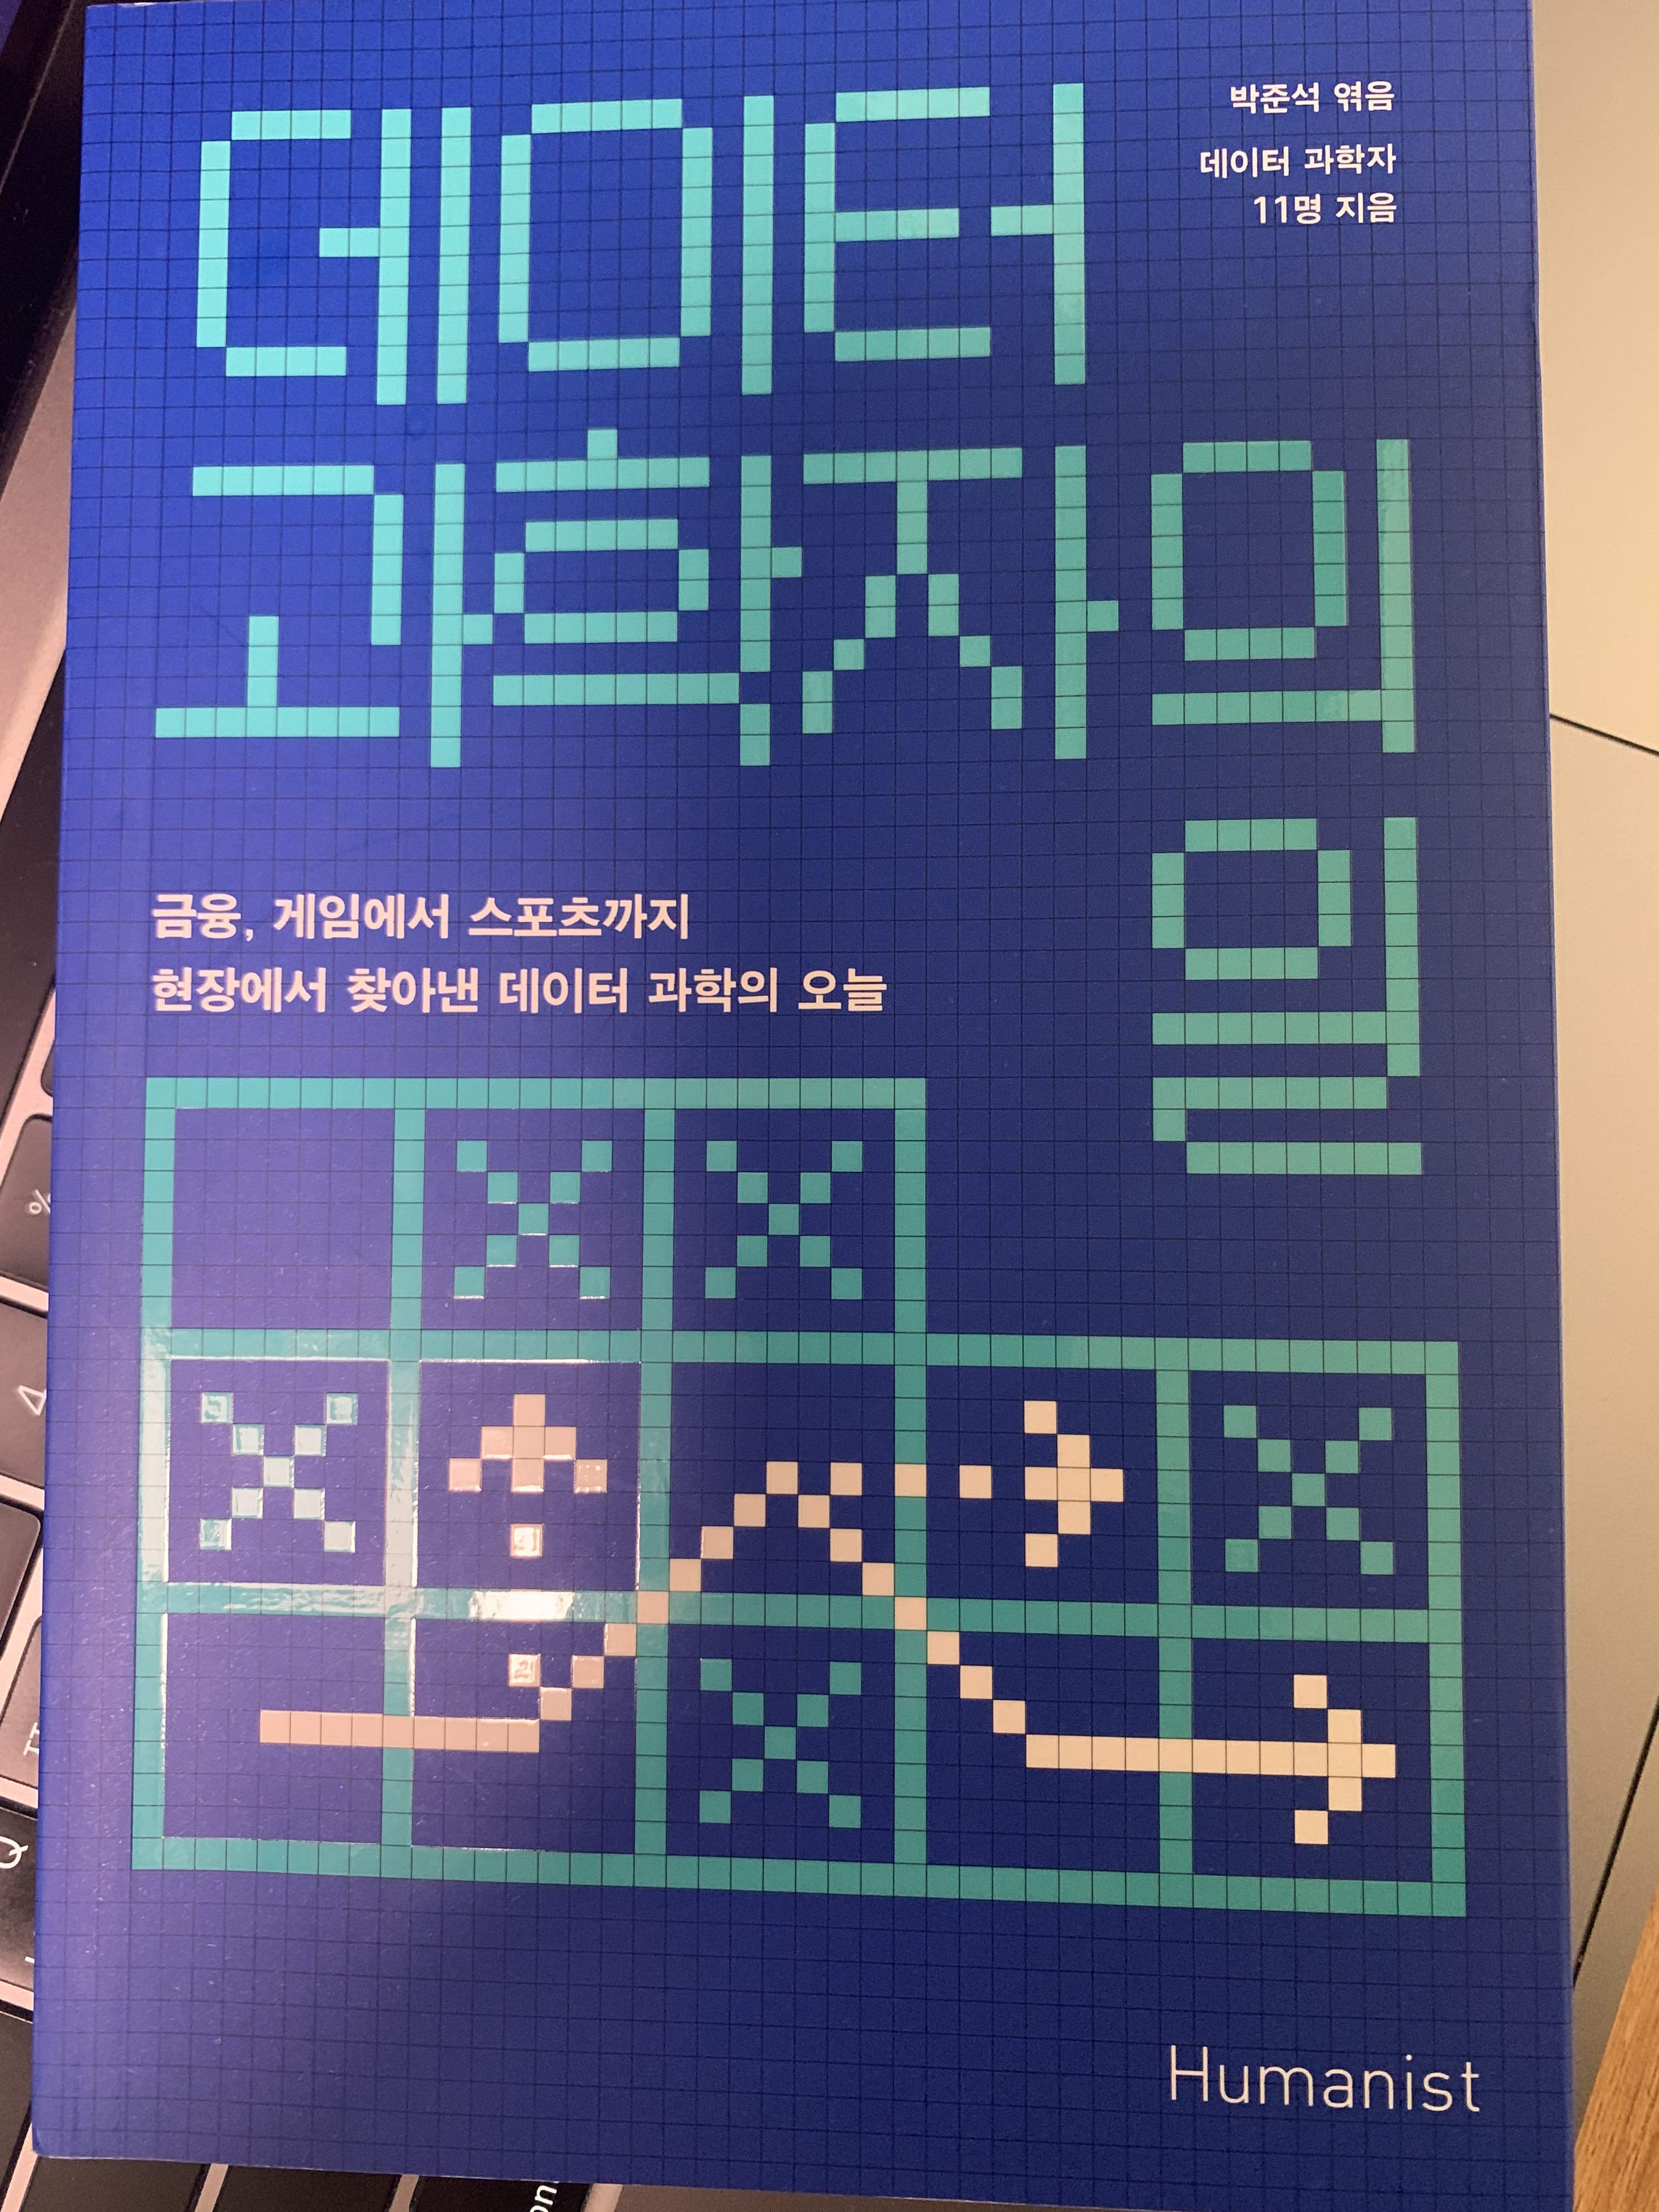 데이터
과학자의
일
박준석 엮음
데이터 과학자
11명 지음
금융, 게임에서 스포츠까지
현장에서 찾아낸 데이터 과학의 오늘
Humanist
%
Q
on